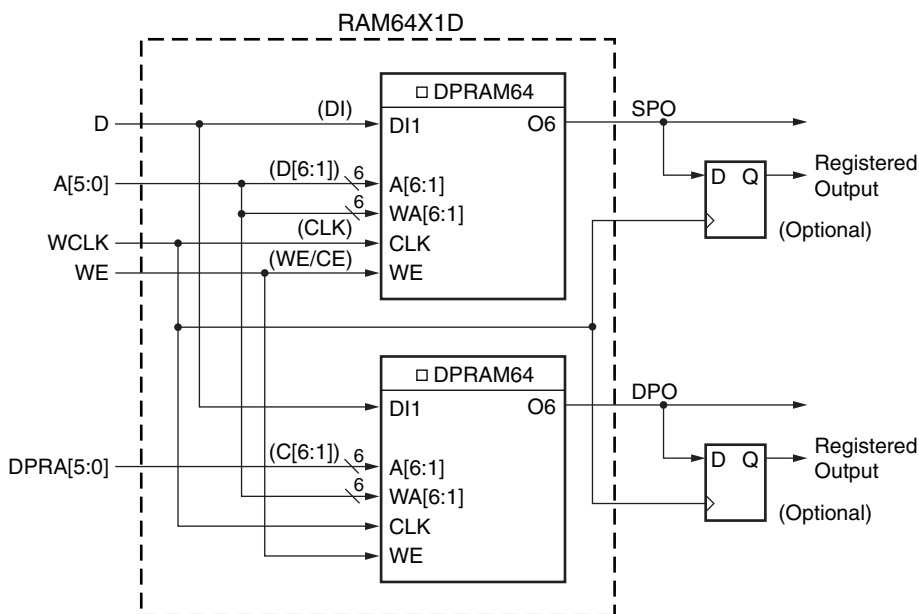 RAM64X1D
DPRAM64
D
(DI)
DI1
O6
SPO
A[5:0]
(D[6:1])
6
A[6:1]
6
WA[6:1]
WCLK
(CLK)
CLK
WE
(WE/CE)
WE
D Q
Registered
Output
(Optional)
DPRAM64
DI1
O6
DPO
DPRA[5:0]
(C[6:1])
6
A[6:1]
6
WA[6:1]
CLK
WE
D Q
Registered
Output
(Optional)